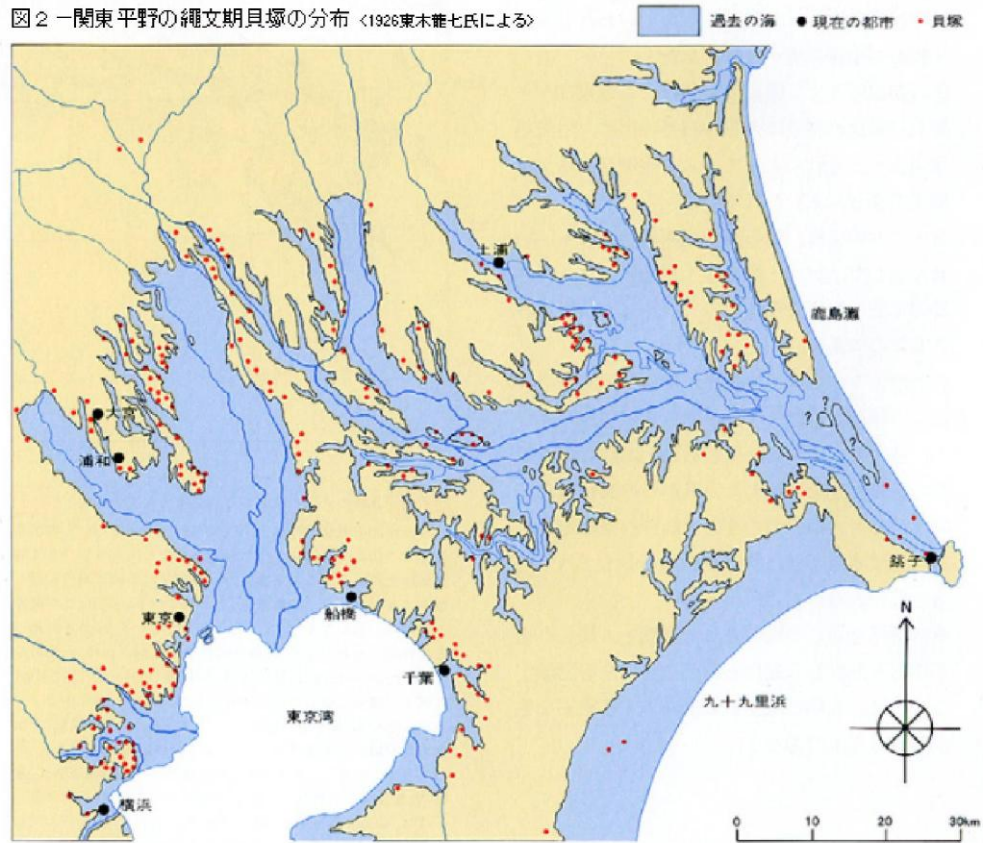 図2－関東平野の縄文期貝塚の分布 〈1926東木龍七氏による〉
過去の海 現在の都市 貝塚
土浦
鹿島灘
大宮
浦和
?
?
銚子
東京
船橋
N
千葉
九十九里浜
東京湾
横浜
0 10 20 30km